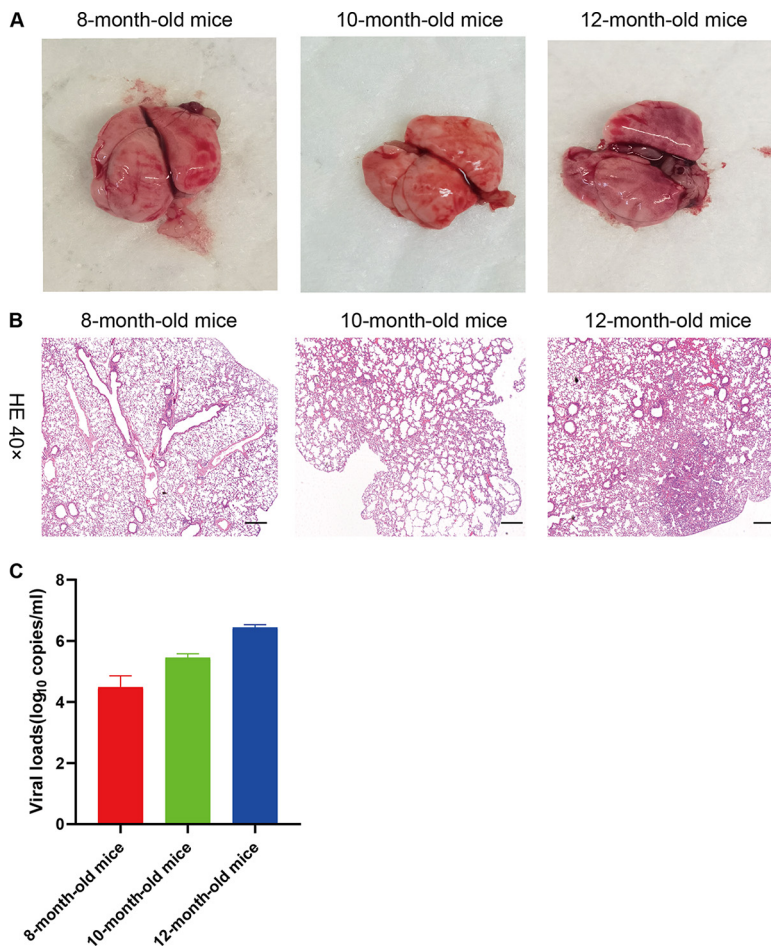 A
8-month-old mice
10-month-old mice
12-month-old mice
B
8-month-old mice
10-month-old mice
12-month-old mice
HE 40×
C
Viral loads(log₁₀ copies/ml)
8
6
4
2
0
8-month-old mice
10-month-old mice
12-month-old mice